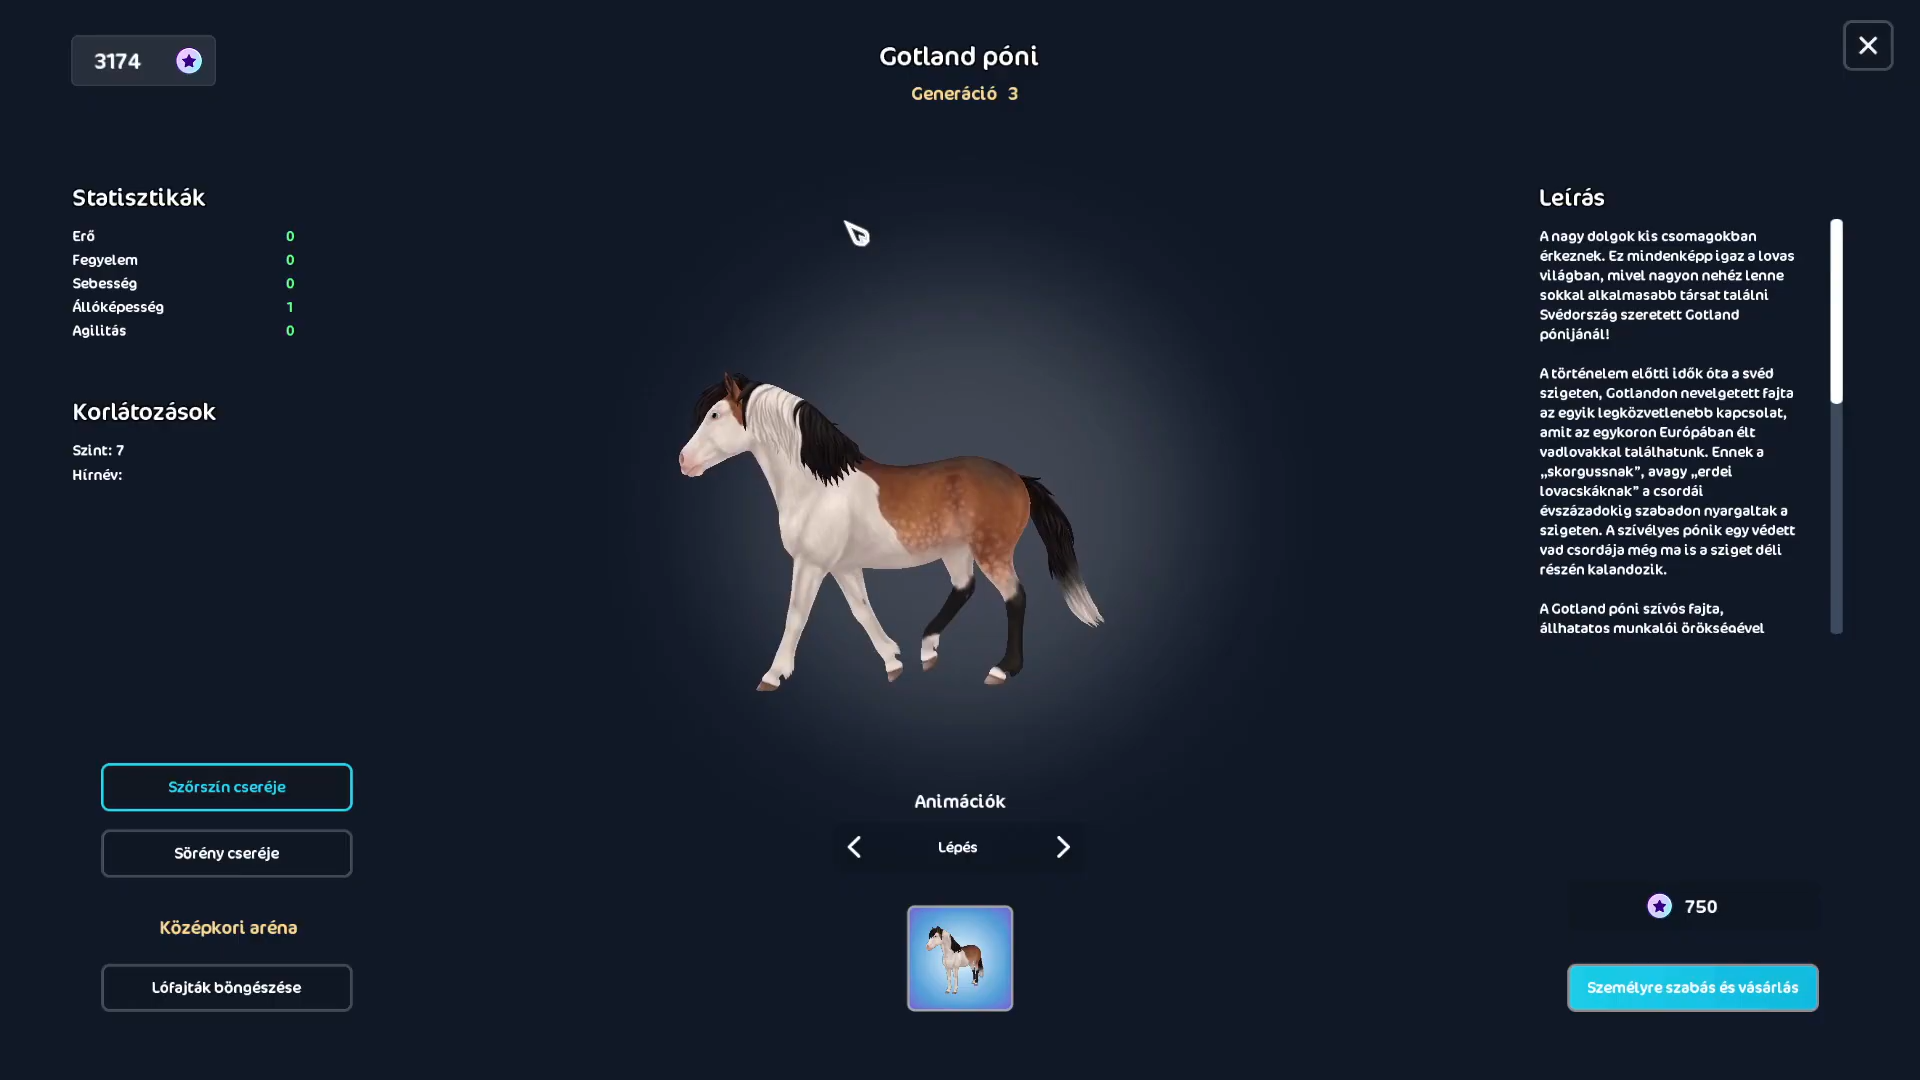 3174
Gotland póni
Generáció 3
Statisztikák
Erő 0
Fegyelem 0
Sebesség 0
Állóképesség 1
Agilitás 0
Korlátozások
Szint: 7
Hírnév:
Leírás
A nagy dolgok kis csomagokban
érkeznek. Ez mindenképp igaz a lovas
világban, mivel nagyon nehéz lenne
sokkal alkalmasabb társat találni
Svédország szeretett Gotland
pónijánál!
A történelem előtti idők óta a svéd
szigeten, Gotlandon nevelgetett fajta
az egyik legközvetlenebb kapcsolat,
amit az egykoron Európában élt
vadlovakkal találhatunk. Ennek a
„skorgussnak”, avagy „erdei
lovacskáknak” a csordái
évszázadokig szabadon nyargaltak a
szigeten. A szívélyes pónik egy védett
vad csordája még ma is a sziget déli
részén kalandozik.
A Gotland póni szívós fajta,
állhatatos munkalói örökségével
Szőrszín cseréje
Sörény cseréje
Középkori aréna
Lófajták böngészése
Animációk
Lépés
750
Személyre szabás és vásárlás